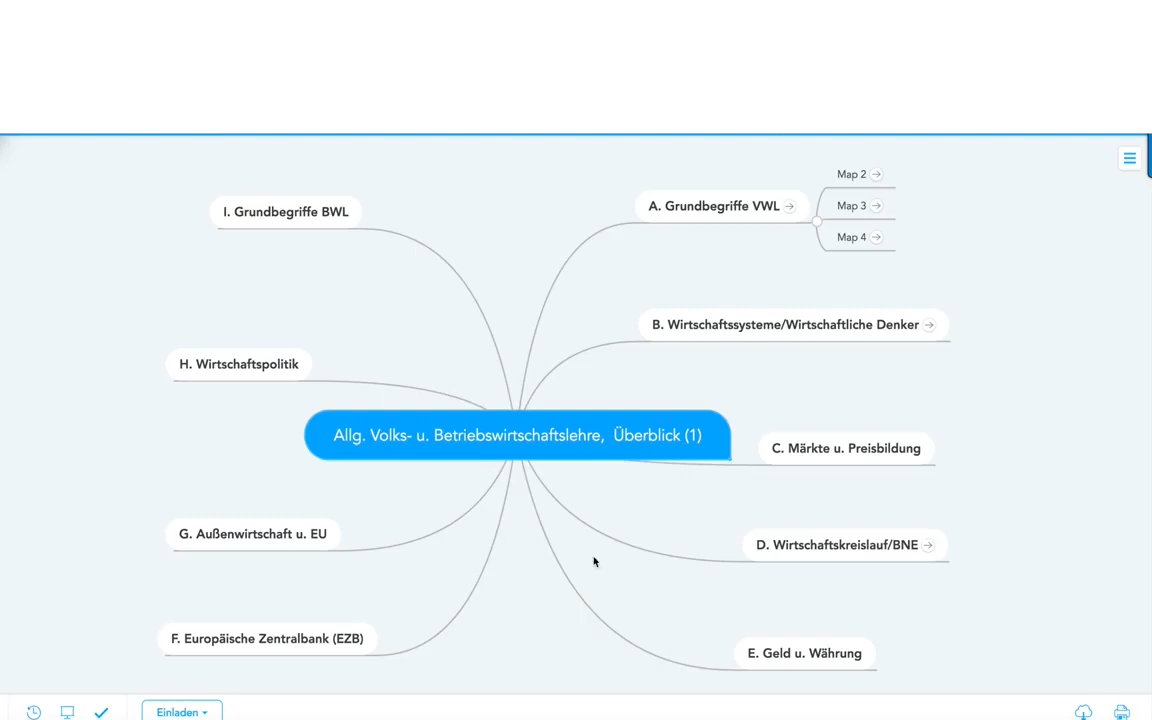 Map 2
I. Grundbegriffe BWL
A. Grundbegriffe VWL
Map 3
Map 4
B. Wirtschaftssysteme/Wirtschaftliche Denker
H. Wirtschaftspolitik
Allg. Volks- u. Betriebswirtschaftslehre, Überblick (1)
C. Märkte u. Preisbildung
G. Außenwirtschaft u. EU
D. Wirtschaftskreislauf/BNE
F. Europäische Zentralbank (EZB)
E. Geld u. Währung
Einladen